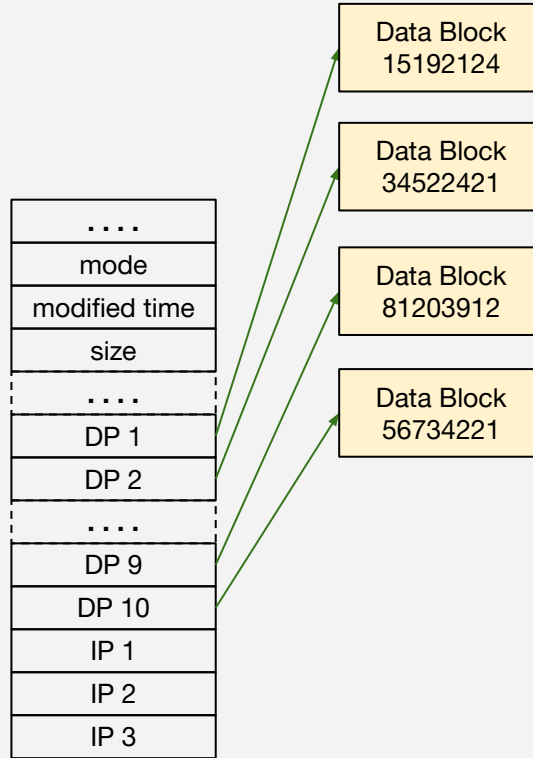 Data Block
15192124
Data Block
34522421
Data Block
81203912
Data Block
56734221
....
mode
modified time
size
....
DP 1
DP 2
....
DP 9
DP 10
IP 1
IP 2
IP 3